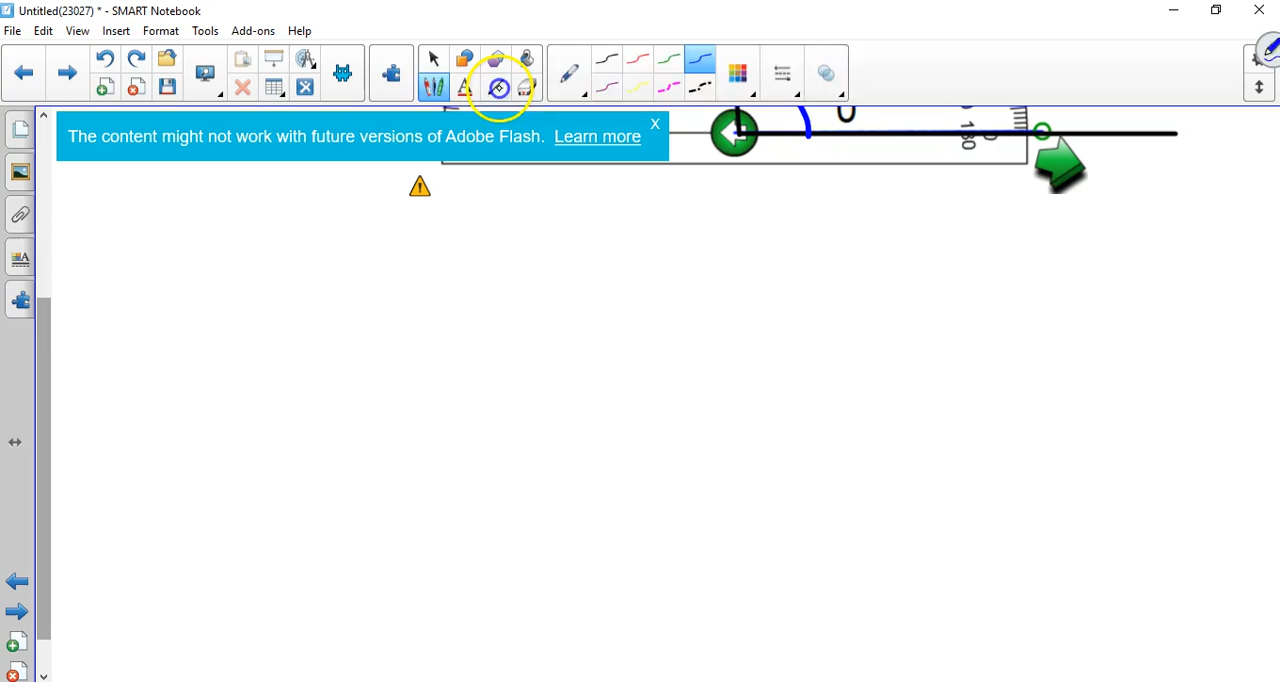 Untitled(23027) * - SMART Notebook
File Edit View Insert Format Tools Add-ons Help
The content might not work with future versions of Adobe Flash. Learn more X
180